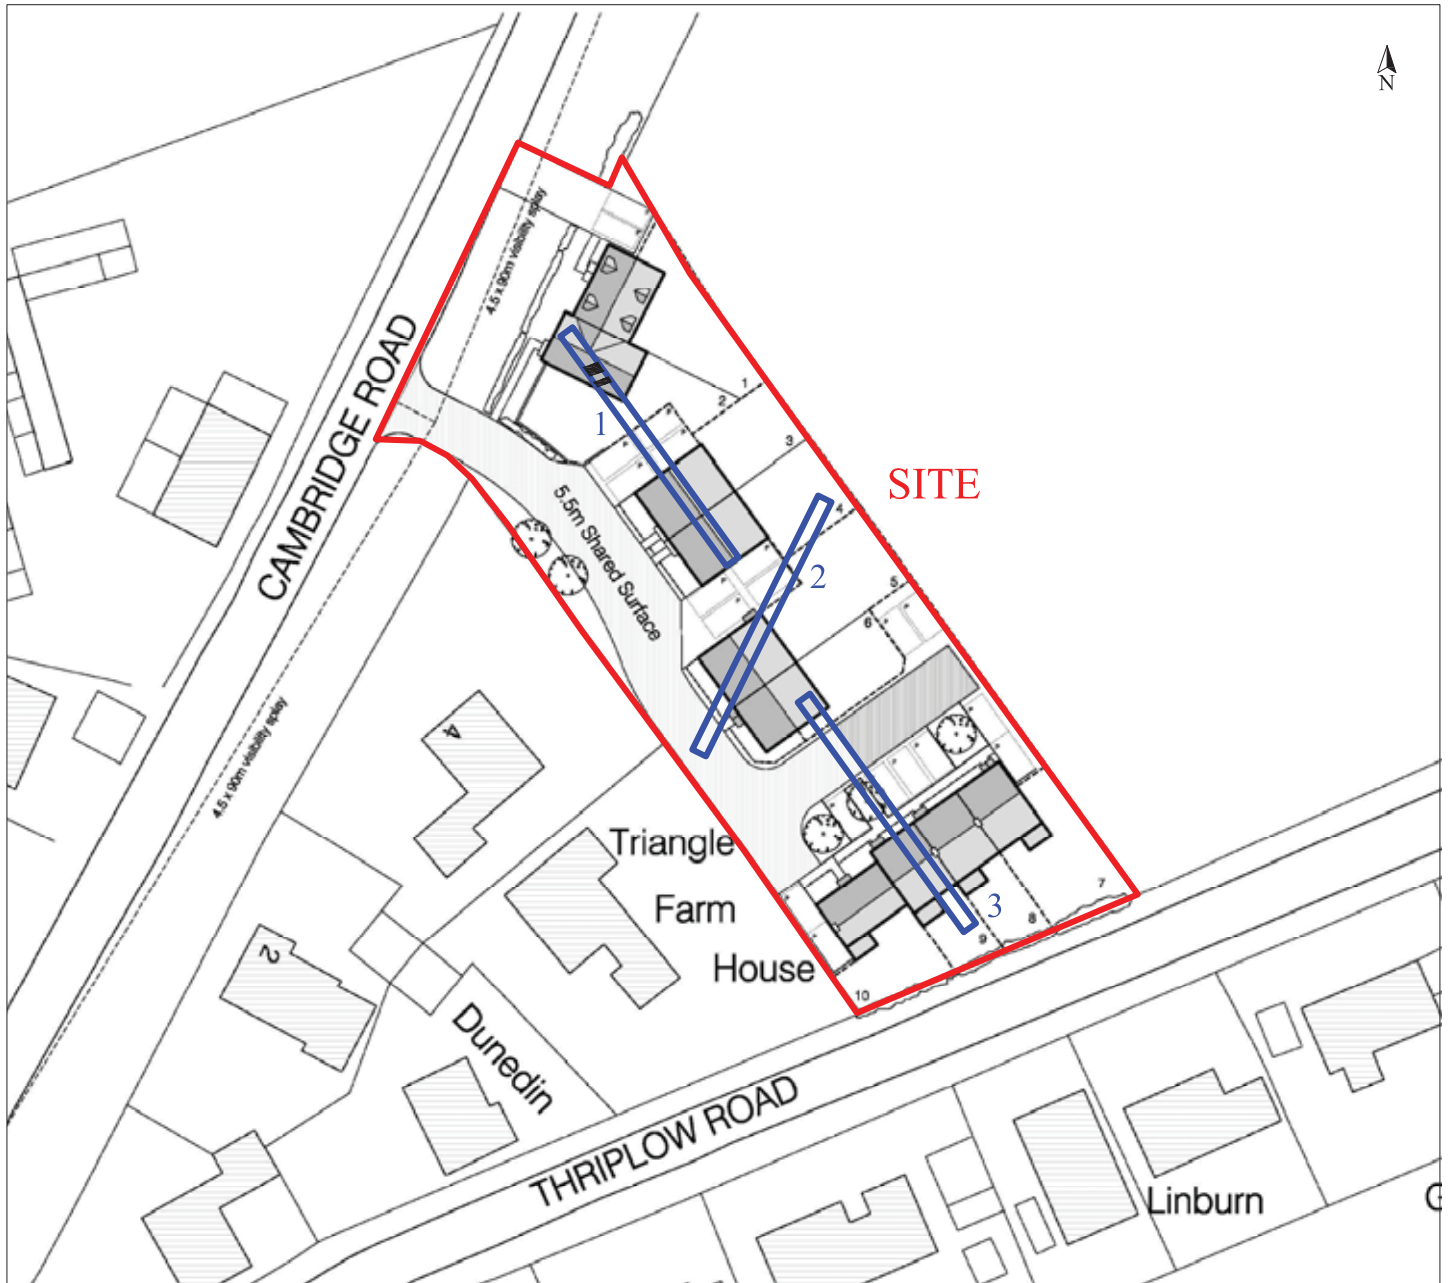 N
4.5 x 90m visibility splay
CAMBRIDGE ROAD
1
2
1
3
SITE
4
5.5m Shared Surface
2
5
6
4.5 x 90m visibility splay
4
Triangle
Farm
House
7
3
8
9
10
2
Dunedin
THRIPLOW ROAD
Linburn
G